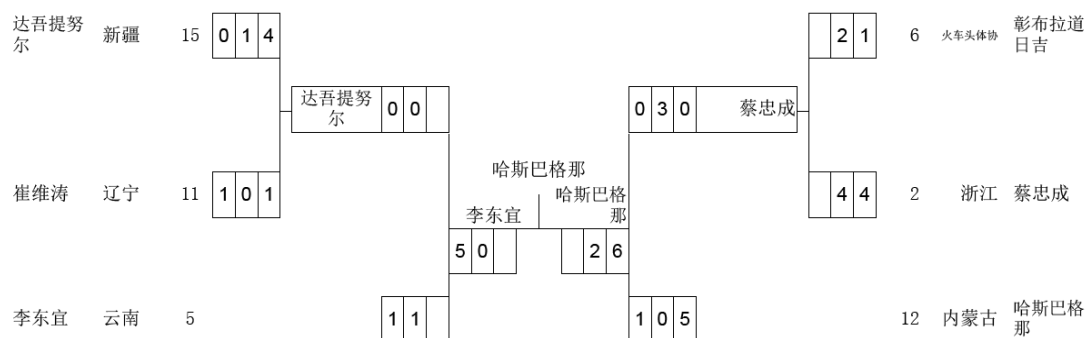 达吾提努尔 新疆 15 0 1 4
2 1 6 火车头体协 彰布拉道日吉
达吾提努尔 0 0
0 3 0 蔡忠成
哈斯巴格那
崔维涛 辽宁 11 1 0 1
4 4 2 浙江 蔡忠成
李东宜
哈斯巴格那
5 0
2 6
李东宜 云南 5 1 1
1 0 5 12 内蒙古 哈斯巴格那